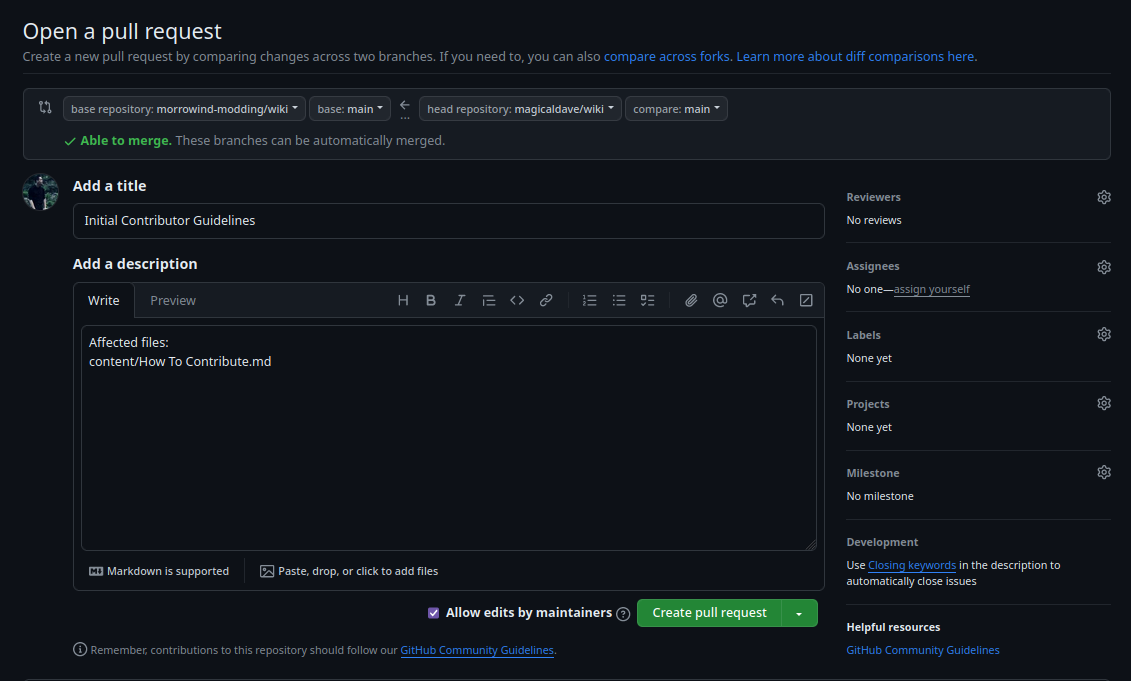 Open a pull request
Create a new pull request by comparing changes across two branches. If you need to, you can also compare across forks. Learn more about diff comparisons here.
base repository: morrowind-modding/wiki base: main ← ... head repository: magicaldave/wiki compare: main
✓ Able to merge. These branches can be automatically merged.
Add a title
Initial Contributor Guidelines
Add a description
Write Preview
Affected files:
content/How To Contribute.md
Markdown is supported Paste, drop, or click to add files
Allow edits by maintainers Create pull request
Remember, contributions to this repository should follow our GitHub Community Guidelines.
Reviewers
No reviews
Assignees
No one—assign yourself
Labels
None yet
Projects
None yet
Milestone
No milestone
Development
Use Closing keywords in the description to
automatically close issues
Helpful resources
GitHub Community Guidelines